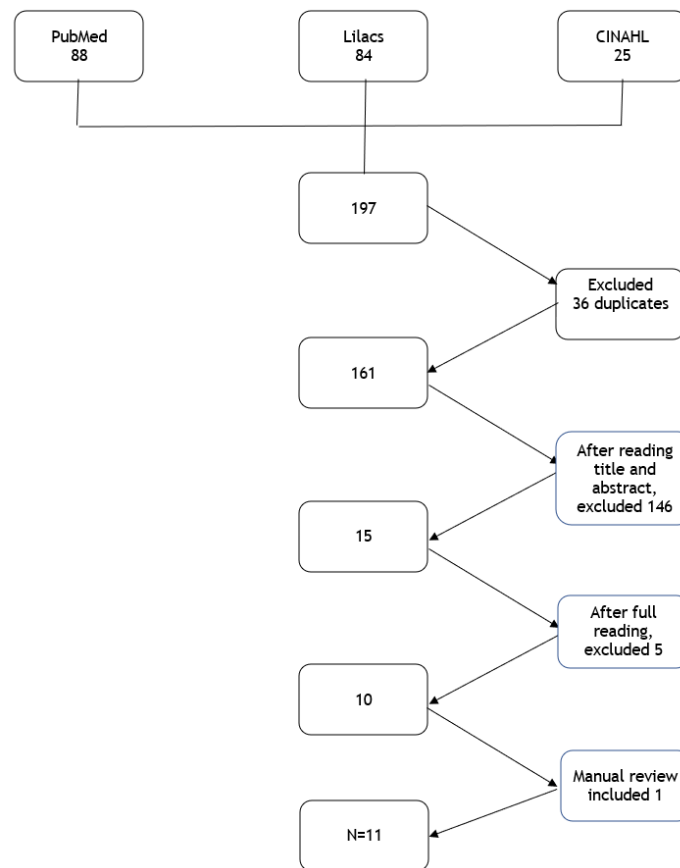 PubMed
88
Lilacs
84
CINAHL
25
197
Excluded
36 duplicates
161
After reading
title and
abstract,
excluded 146
15
After full
reading,
excluded 5
10
Manual review
included 1
N=11